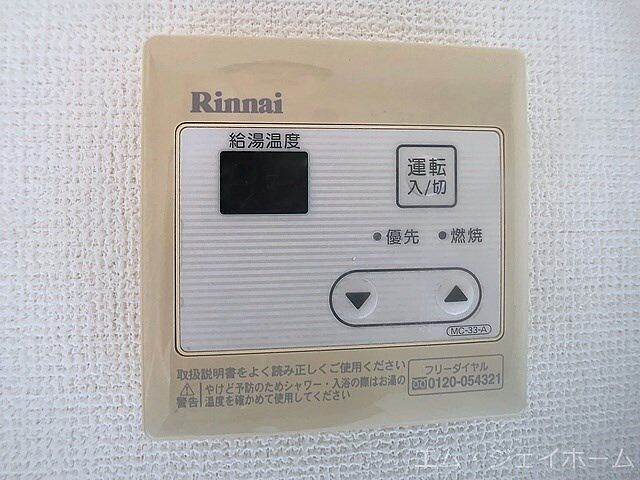 Rinnai
給湯温度
運転
入/切
優先
燃焼
MC-33-A
取扱説明書をよく読み正しくご使用ください
警告
やけど予防のためシャワー・入浴の際はお湯の
温度を確かめて使用してください
フリーダイヤル
0120-054321
エム・ジェイホーム